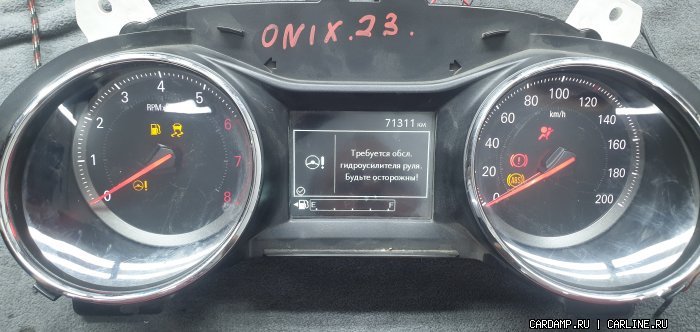 ONIX.23.
0 1 2 3 4 5 6 7 8
RPM
71311 км
Требуется обсл.
гидроусилителя руля.
Будьте осторожны!
E F
0 20 40 60 80 100 120 140 160 180 200
km/h
ABS
CARDAMP.RU | CARLINE.RU